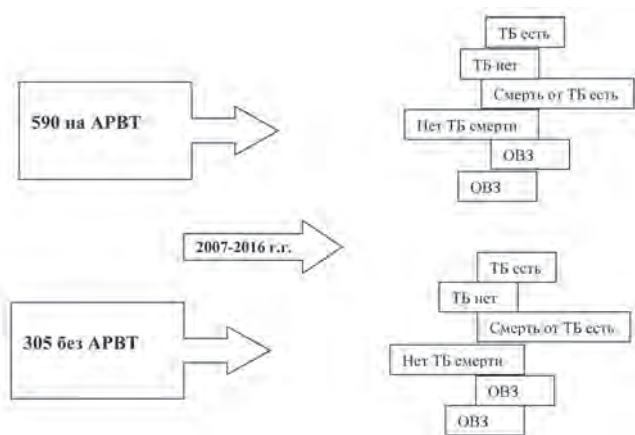 ТБ есть
ТБ нет
Смерть от ТБ есть
Нет ТБ смерти
ОВЗ
ОВЗ
590 на АРВТ
2007-2016 г.г.
ТБ есть
ТБ нет
Смерть от ТБ есть
Нет ТБ смерти
ОВЗ
ОВЗ
305 без АРВТ